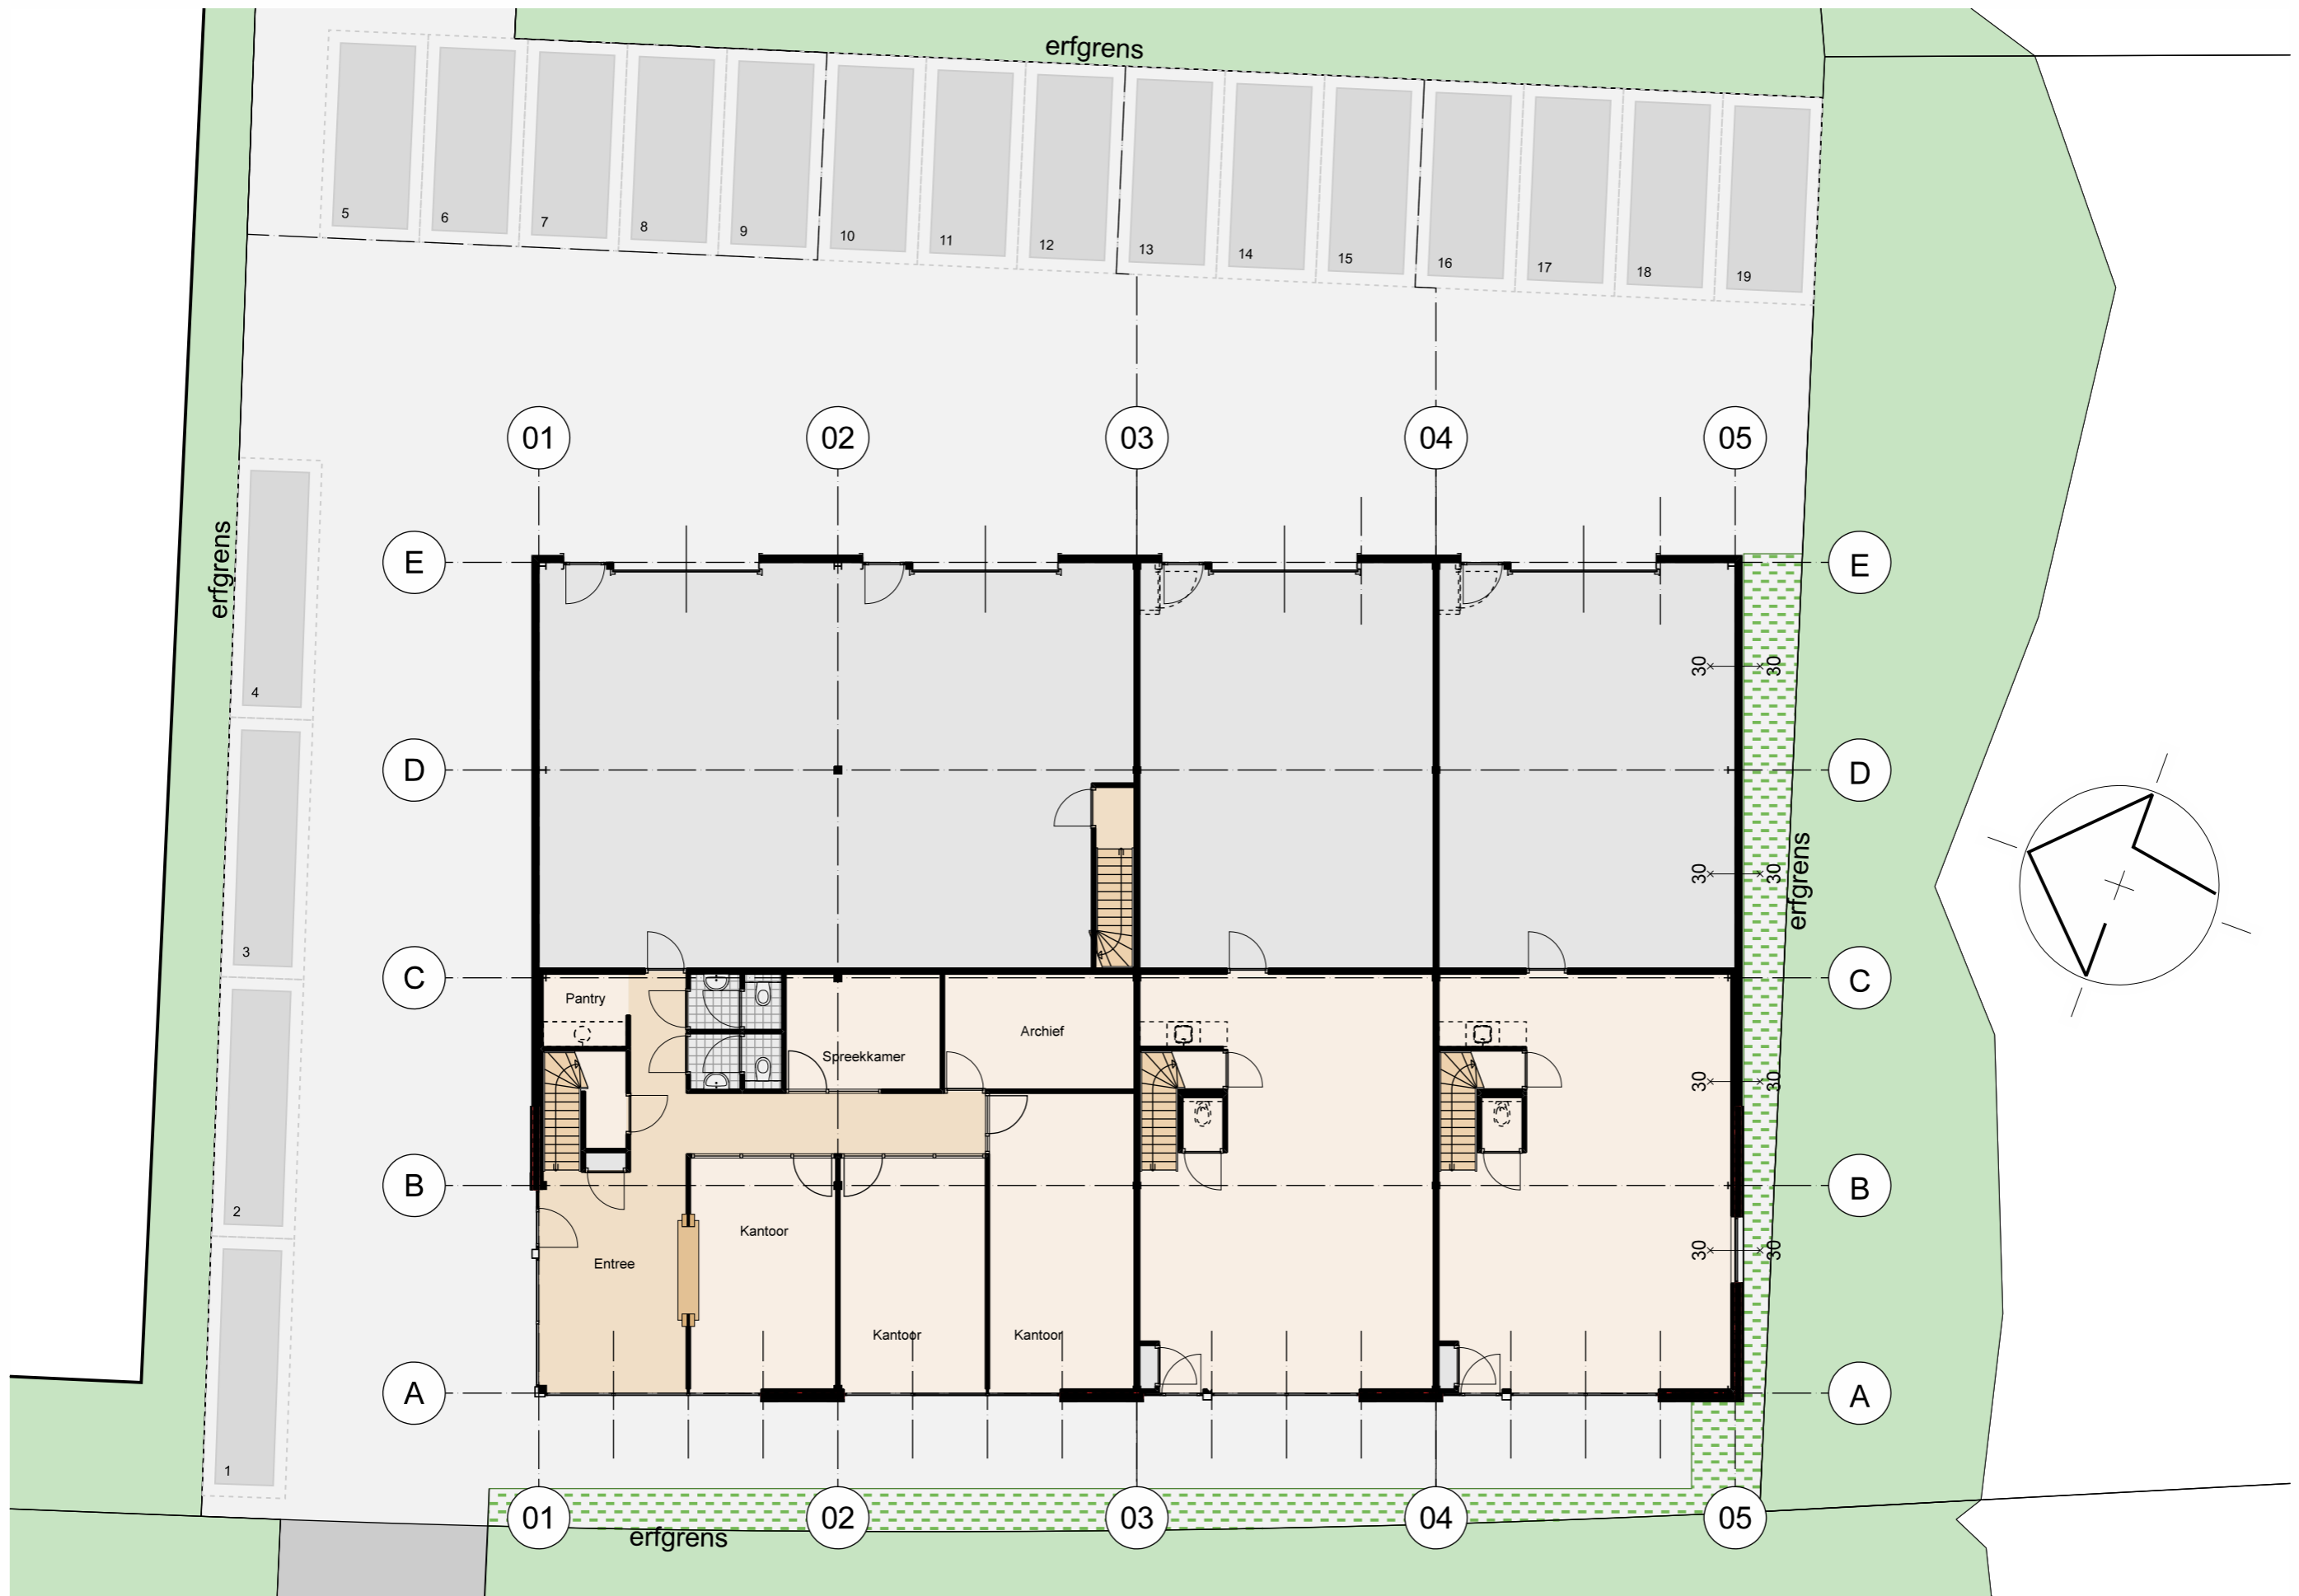 erfgrens
5 6 7 8 9 10 11 12 13 14 15 16 17 18 19
01 02 03 04 05
E E
erfgrens
4
30 30
D D
erfgrens
30 30
3
C C
Pantry
Archief
Spreekkamer
30 30
B B
2
Kantoor
30 30
Entree
Kantoor Kantoor
A A
1
01 02 03 04 05
erfgrens